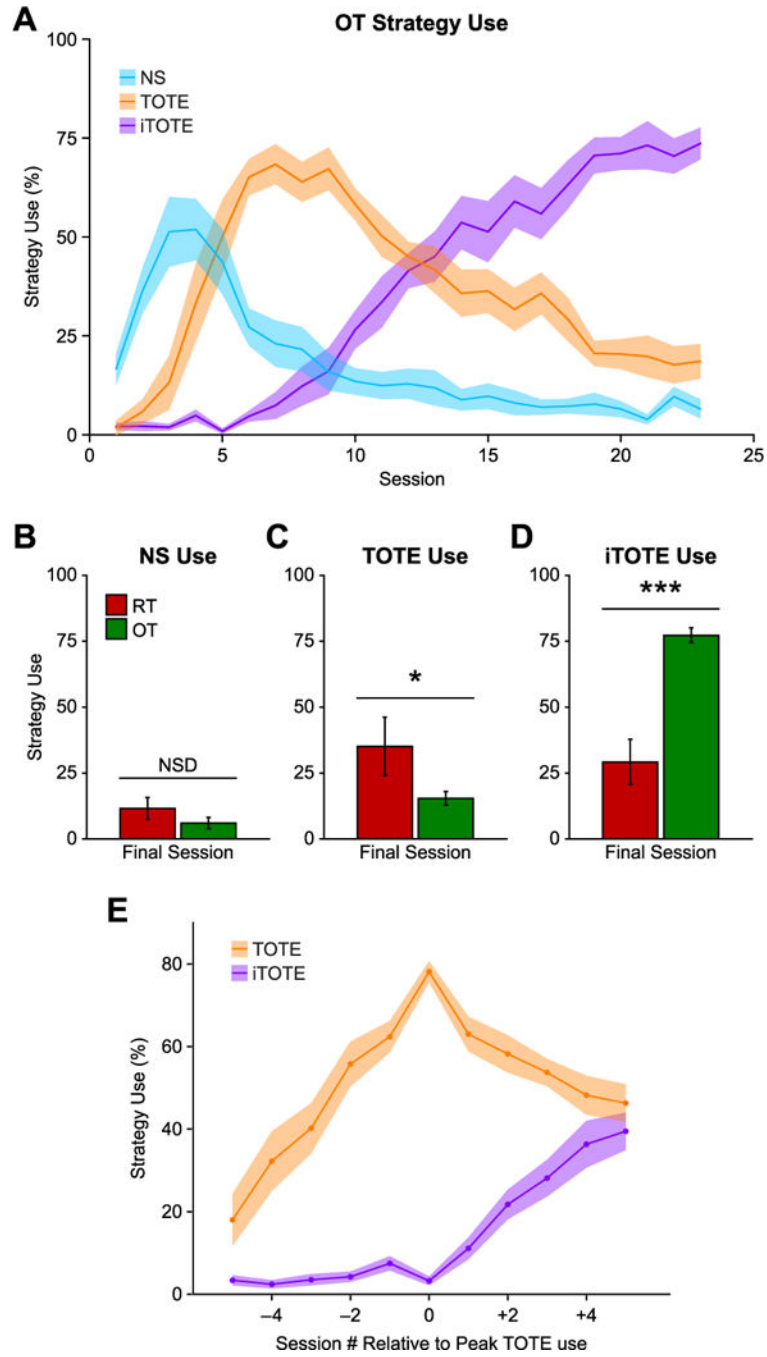 A
OT Strategy Use
100
75
50
25
0
Strategy Use (%)
NS
TOTE
iTOTE
0 5 10 15 20 25
Session
B NS Use
C TOTE Use
D iTOTE Use
100
75
50
25
0
Strategy Use
RT
OT
NSD
Final Session
100
75
50
25
0
*
Final Session
100
75
50
25
0
***
Final Session
E
TOTE
iTOTE
80
60
40
20
0
Strategy Use (%)
–4 –2 0 +2 +4
Session # Relative to Peak TOTE use